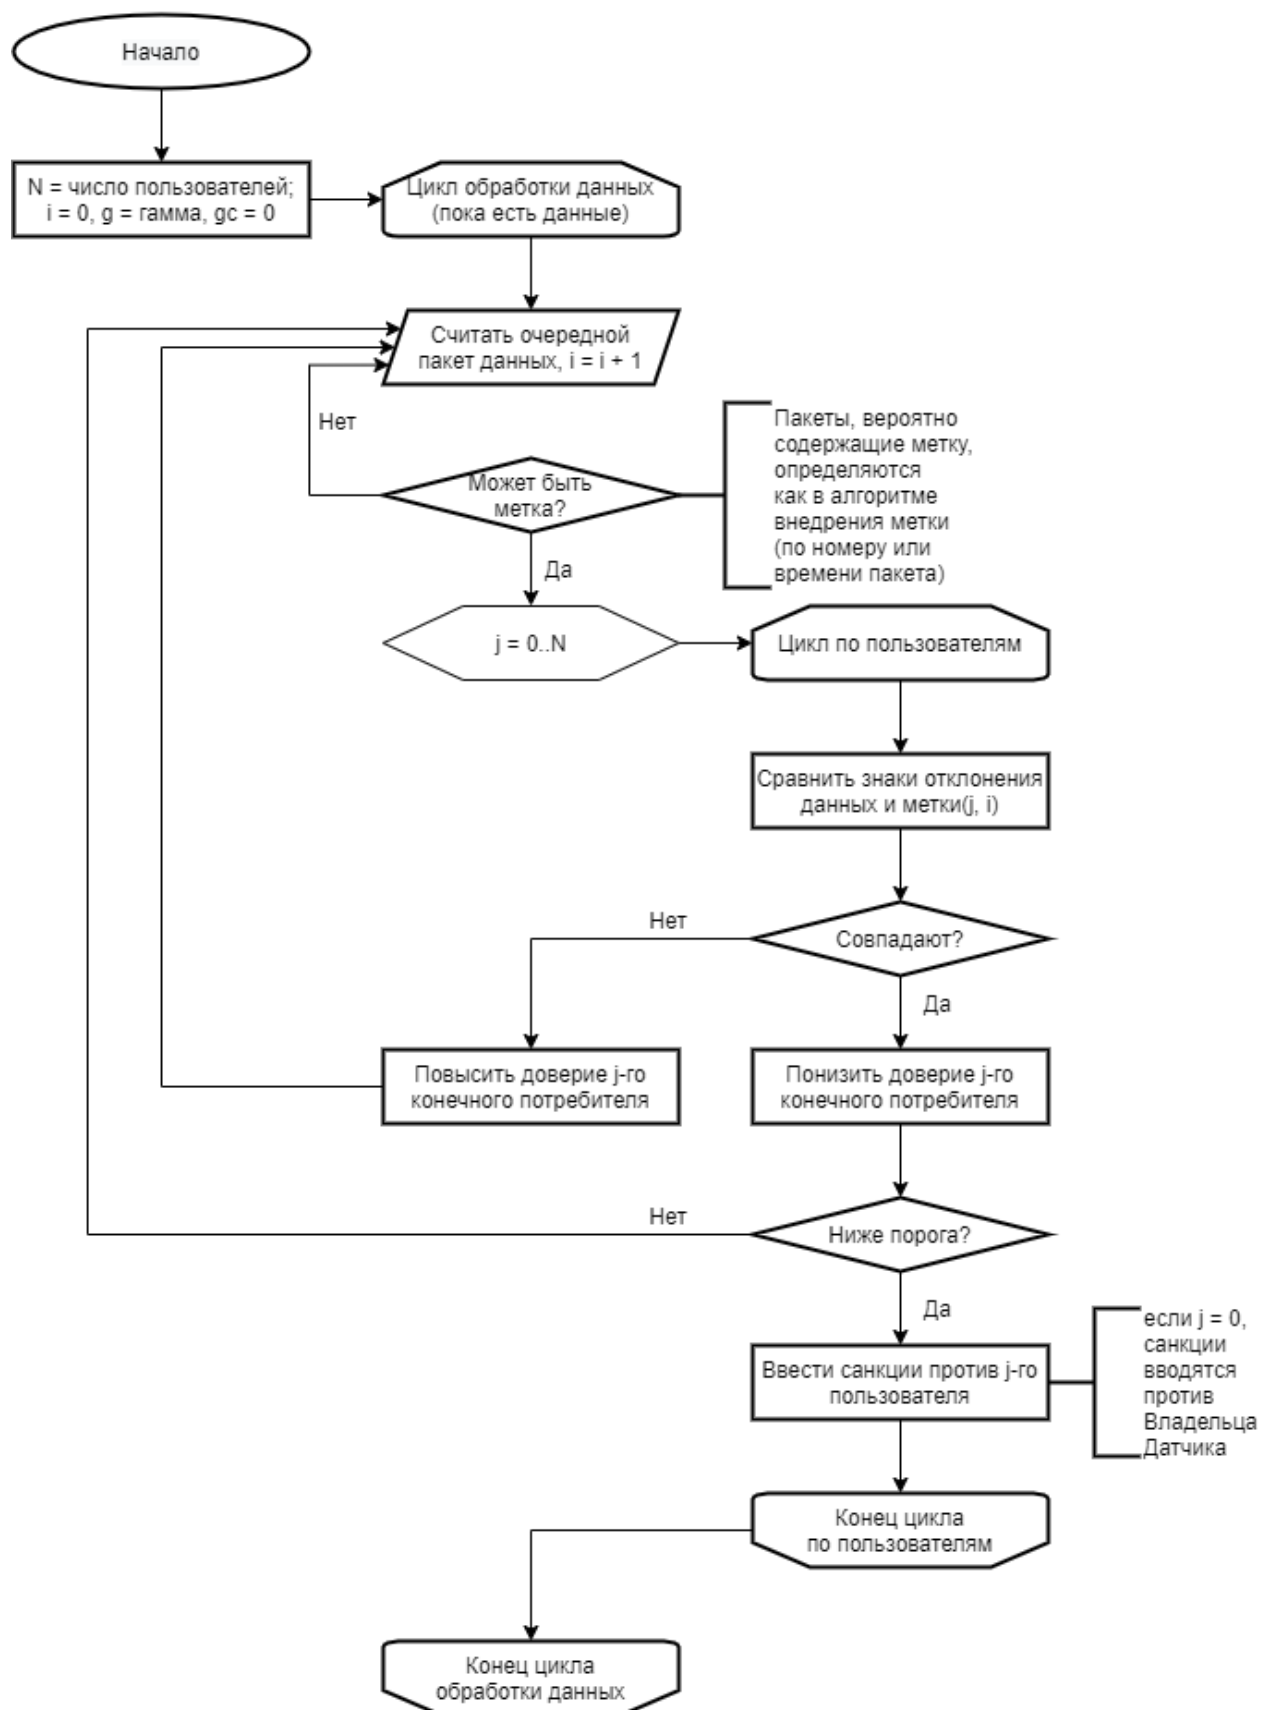 Начало
N = число пользователей;
i = 0, g = гамма, gc = 0
Цикл обработки данных
(пока есть данные)
Считать очередной
пакет данных, i = i + 1
Нет
Может быть
метка?
Пакеты, вероятно
содержащие метку,
определяются
как в алгоритме
внедрения метки
(по номеру или
времени пакета)
Да
j = 0..N
Цикл по пользователям
Сравнить знаки отклонения
данных и метки(j, i)
Нет
Совпадают?
Да
Повысить доверие j-го
конечного потребителя
Понизить доверие j-го
конечного потребителя
Нет
Ниже порога?
Да
Ввести санкции против j-го
пользователя
если j = 0,
санкции
вводятся
против
Владельца
Датчика
Конец цикла
по пользователям
Конец цикла
обработки данных